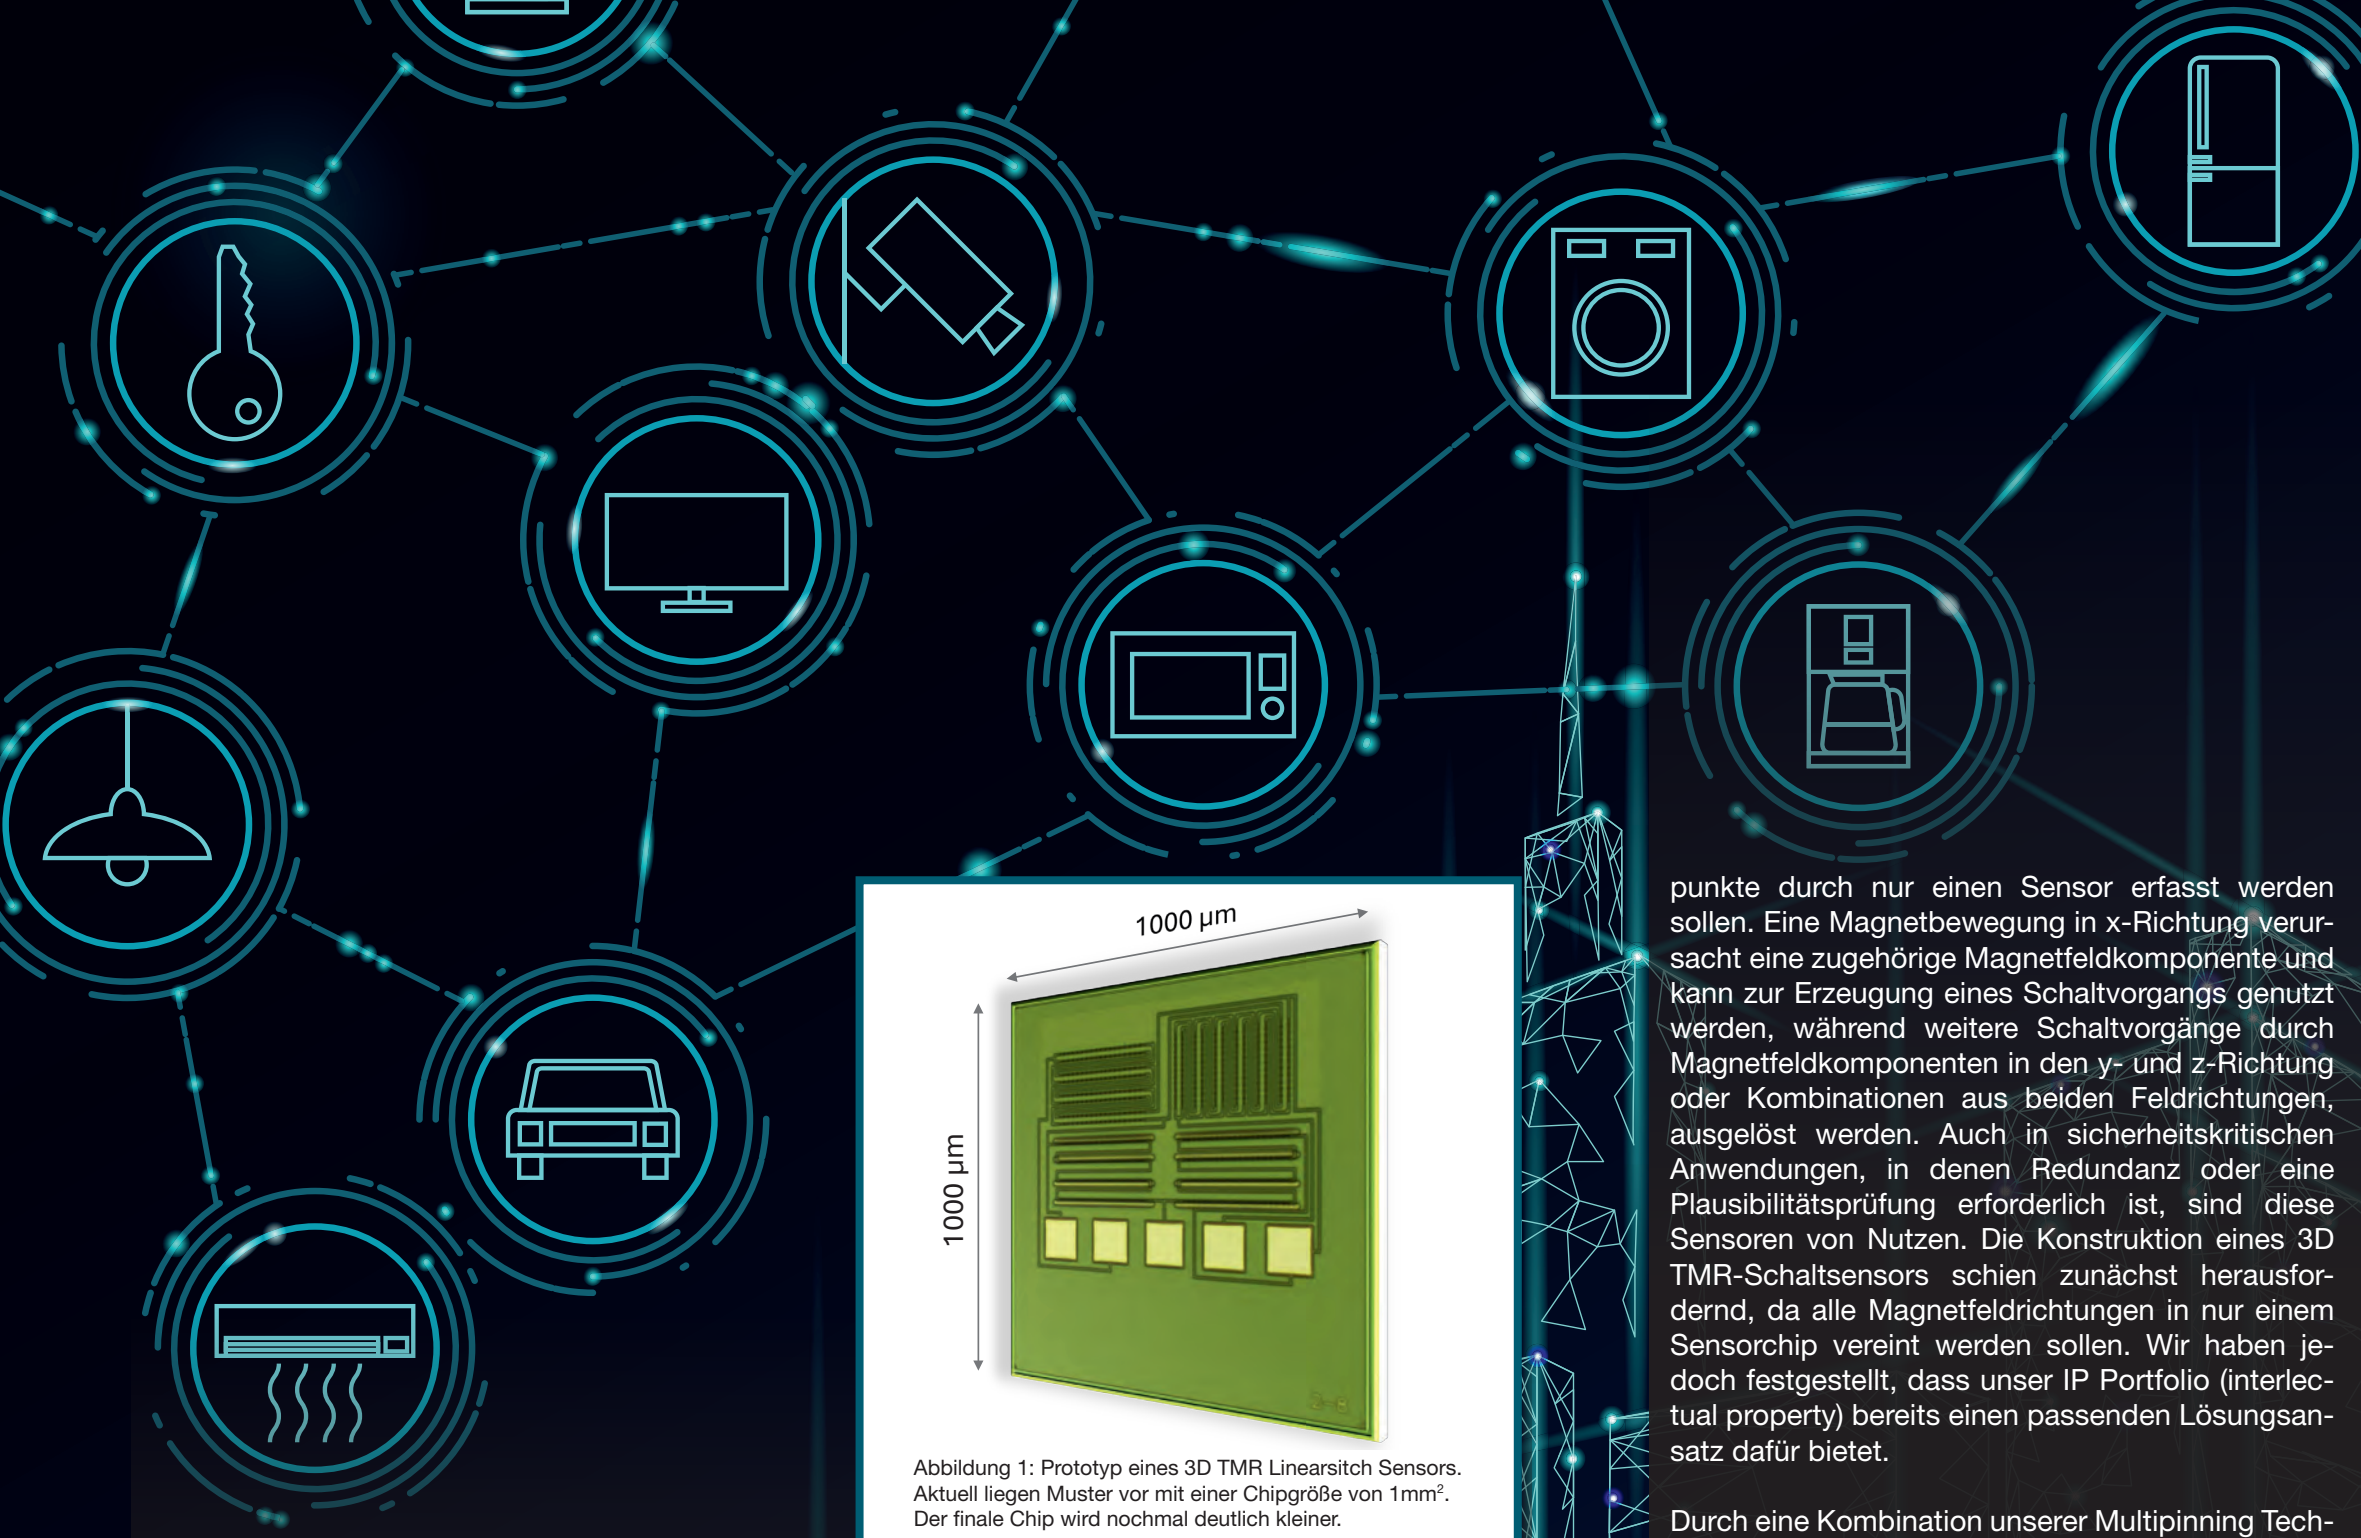 1000 µm
1000 µm
Abbildung 1: Prototyp eines 3D TMR Linearsitch Sensors.
Aktuell liegen Muster vor mit einer Chipgröße von 1mm².
Der finale Chip wird nochmal deutlich kleiner.
punkte durch nur einen Sensor erfasst werden
sollen. Eine Magnetbewegung in x-Richtung verur-
sacht eine zugehörige Magnetfeldkomponente und
kann zur Erzeugung eines Schaltvorgangs genutzt
werden, während weitere Schaltvorgänge durch
Magnetfeldkomponenten in den y- und z-Richtung
oder Kombinationen aus beiden Feldrichtungen,
ausgelöst werden. Auch in sicherheitskritischen
Anwendungen, in denen Redundanz oder eine
Plausibilitätsprüfung erforderlich ist, sind diese
Sensoren von Nutzen. Die Konstruktion eines 3D
TMR-Schaltsensors schien zunächst herausfor-
dernd, da alle Magnetfeldrichtungen in nur einem
Sensorchip vereint werden sollen. Wir haben je-
doch festgestellt, dass unser IP Portfolio (interlec-
tual property) bereits einen passenden Lösungsan-
satz dafür bietet.
Durch eine Kombination unserer Multipinning Tech-